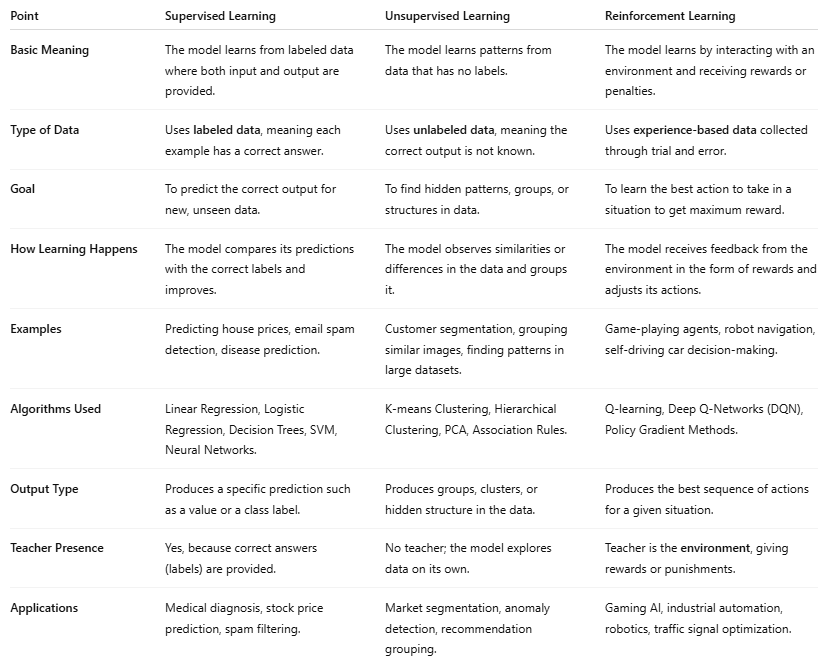 Point Supervised Learning Unsupervised Learning Reinforcement Learning
Basic Meaning
The model learns from labeled data
where both input and output are
provided.
The model learns patterns from
data that has no labels.
The model learns by interacting with an
environment and receiving rewards or
penalties.
Type of Data
Uses labeled data, meaning each
example has a correct answer.
Uses unlabeled data, meaning the
correct output is not known.
Uses experience-based data collected
through trial and error.
Goal
To predict the correct output for
new, unseen data.
To find hidden patterns, groups, or
structures in data.
To learn the best action to take in a
situation to get maximum reward.
How Learning Happens
The model compares its predictions
with the correct labels and
improves.
The model observes similarities or
differences in the data and groups
it.
The model receives feedback from the
environment in the form of rewards and
adjusts its actions.
Examples
Predicting house prices, email spam
detection, disease prediction.
Customer segmentation, grouping
similar images, finding patterns in
large datasets.
Game-playing agents, robot navigation,
self-driving car decision-making.
Algorithms Used
Linear Regression, Logistic
Regression, Decision Trees, SVM,
Neural Networks.
K-means Clustering, Hierarchical
Clustering, PCA, Association Rules.
Q-learning, Deep Q-Networks (DQN),
Policy Gradient Methods.
Output Type
Produces a specific prediction such
as a value or a class label.
Produces groups, clusters, or
hidden structure in the data.
Produces the best sequence of actions
for a given situation.
Teacher Presence
Yes, because correct answers
(labels) are provided.
No teacher; the model explores
data on its own.
Teacher is the environment, giving
rewards or punishments.
Applications
Medical diagnosis, stock price
prediction, spam filtering.
Market segmentation, anomaly
detection, recommendation
grouping.
Gaming AI, industrial automation,
robotics, traffic signal optimization.